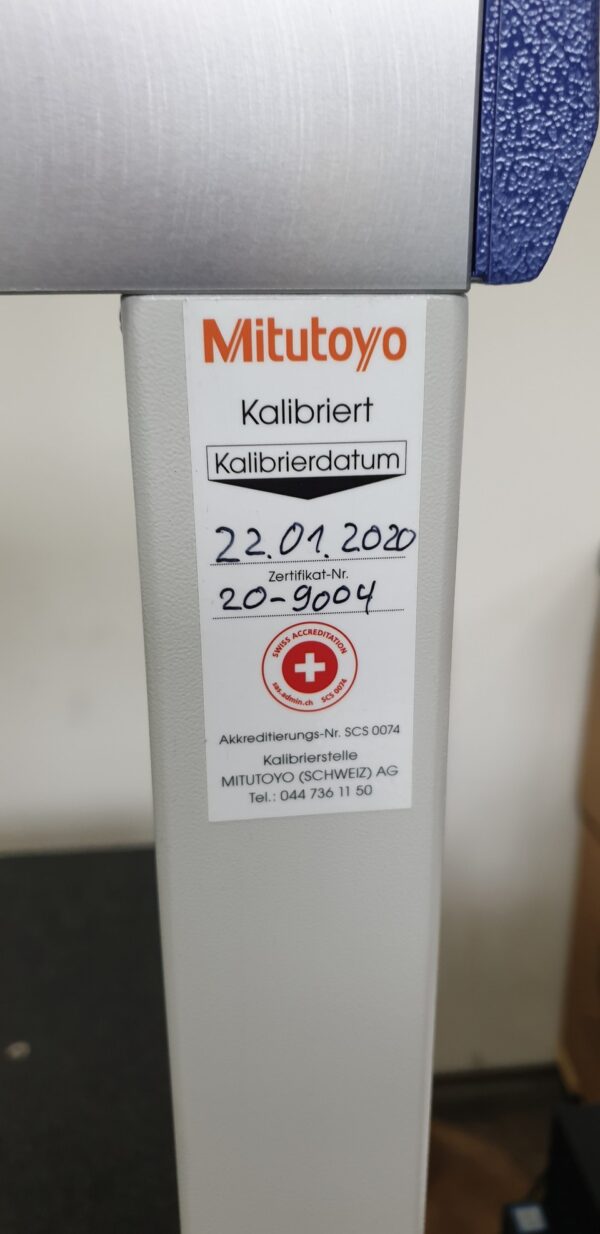 Mitutoyo
Kalibriert
Kalibrierdatum
22.01.2020
Zertifikat-Nr.
20-9004
SWISS ACCREDITATION
sas.admin.ch SCS 0074
Akkreditierungs-Nr. SCS 0074
Kalibrierstelle
MITUTOYO (SCHWEIZ) AG
Tel.: 044 736 11 50